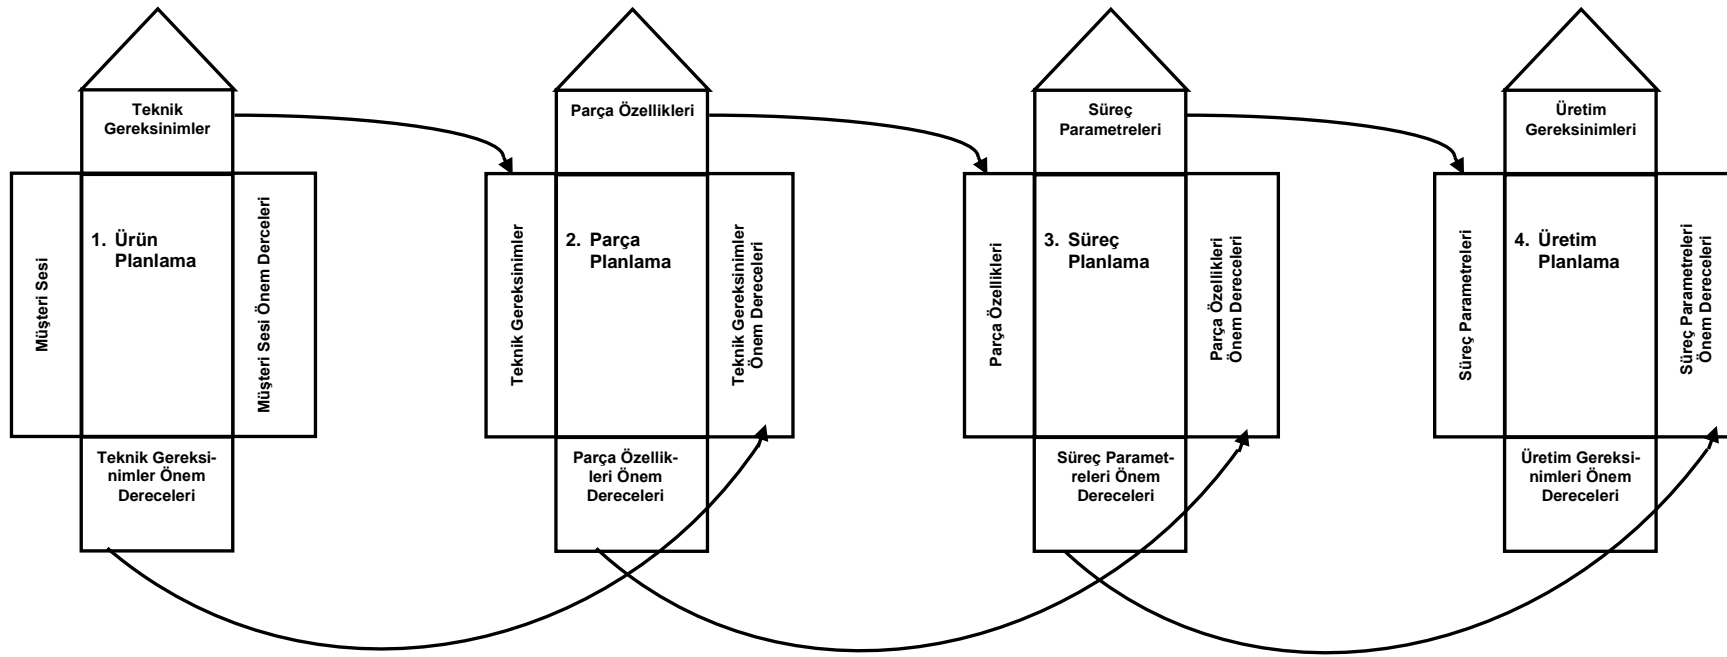 Teknik
Gereksinimler
Müşteri Sesi
1. Ürün
Planlama
Müşteri Sesi Önem Derceleri
Teknik Gereksi-
nimler Önem
Dereceleri
Parça Özellikleri
Teknik Gereksinimler
2. Parça
Planlama
Teknik Gereksinimler
Önem Dereceleri
Parça Özellik-
leri Önem
Dereceleri
Süreç
Parametreleri
Parça Özellikleri
3. Süreç
Planlama
Parça Özellikleri
Önem Dereceleri
Süreç Paramet-
releri Önem
Dereceleri
Üretim
Gereksinimleri
Süreç Parametreleri
4. Üretim
Planlama
Süreç Parametreleri
Önem Dereceleri
Üretim Gereksi-
nimleri Önem
Dereceleri